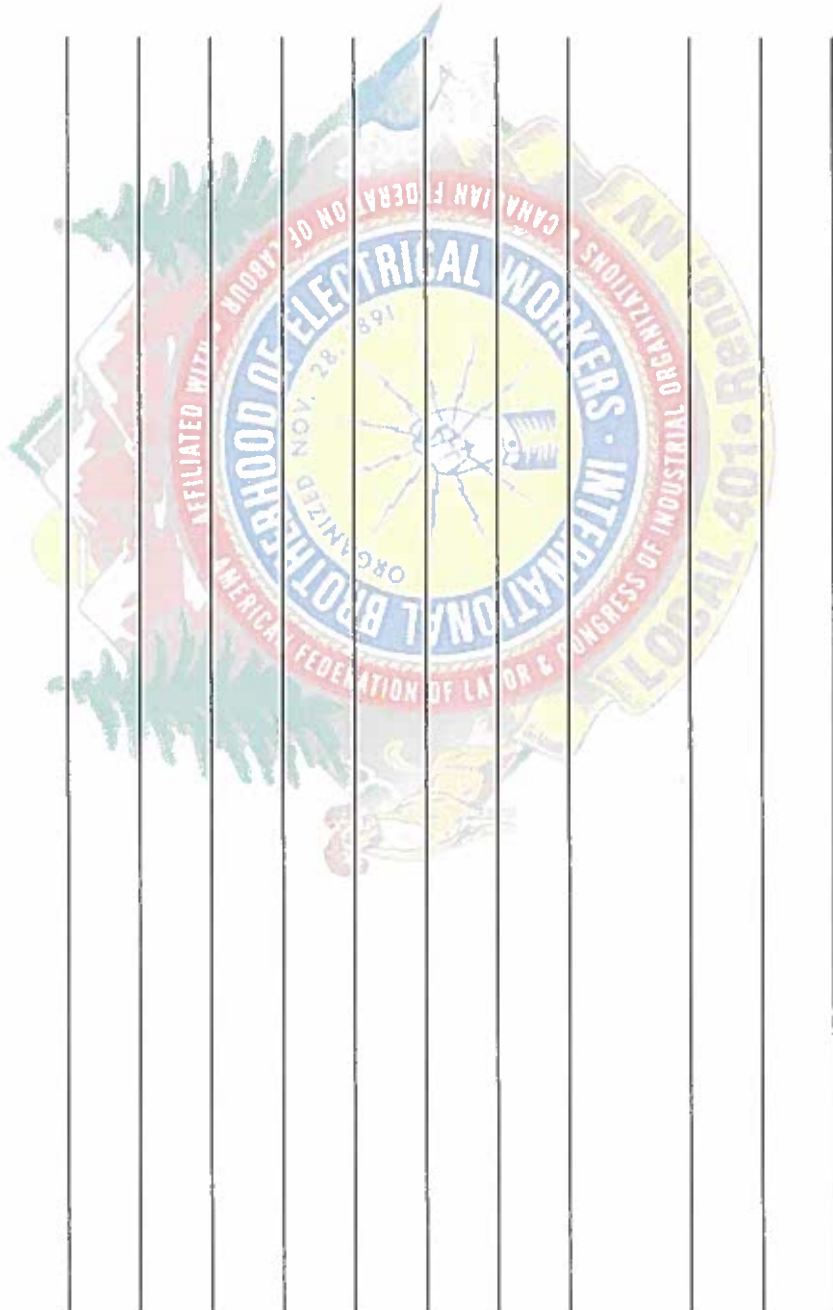 INTERNATIONAL BROTHERHOOD OF ELECTRICAL WORKERS ·
ORGANIZED NOV. 28. 1891
AFFILIATED WITH
AMERICAN FEDERATION OF LABOR & CONGRESS OF INDUSTRIAL ORGANIZATIONS
& CANADIAN FEDERATION OF LABOUR
LOCAL 401 • Reno, NV